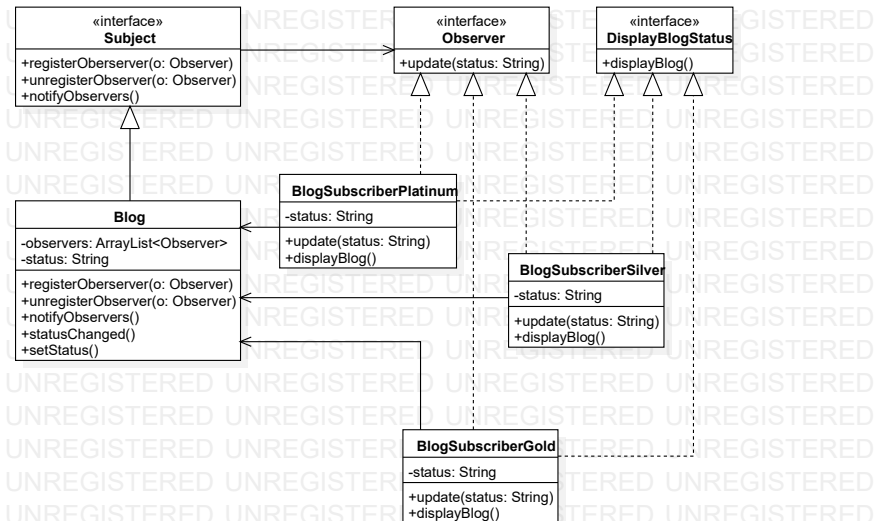 «interface»
Subject
+registerOberserver(o: Observer)
+unregisterObserver(o: Observer)
+notifyObservers()
«interface»
Observer
+update(status: String)
«interface»
DisplayBlogStatus
+displayBlog()
BlogSubscriberPlatinum
-status: String
+update(status: String)
+displayBlog()
Blog
-observers: ArrayList<Observer>
-status: String
+registerOberserver(o: Observer)
+unregisterObserver(o: Observer)
+notifyObservers()
+statusChanged()
+setStatus()
BlogSubscriberSilver
-status: String
+update(status: String)
+displayBlog()
BlogSubscriberGold
-status: String
+update(status: String)
+displayBlog()
UNREGISTERED